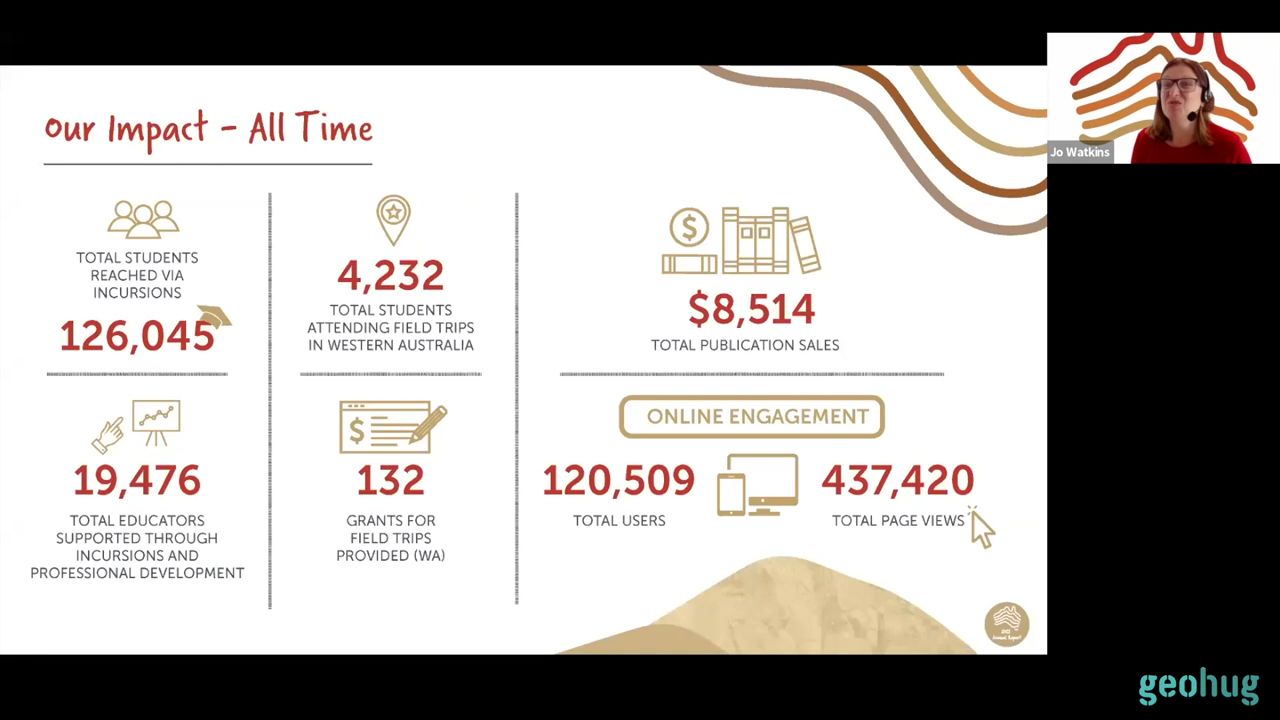 Our Impact - All Time
TOTAL STUDENTS
REACHED VIA
INCURSIONS
126,045
4,232
TOTAL STUDENTS
ATTENDING FIELD TRIPS
IN WESTERN AUSTRALIA
$
$8,514
TOTAL PUBLICATION SALES
19,476
TOTAL EDUCATORS
SUPPORTED THROUGH
INCURSIONS AND
PROFESSIONAL DEVELOPMENT
$
132
GRANTS FOR
FIELD TRIPS
PROVIDED (WA)
ONLINE ENGAGEMENT
120,509
TOTAL USERS
437,420
TOTAL PAGE VIEWS
Annual Report
Jo Watkins
geohug